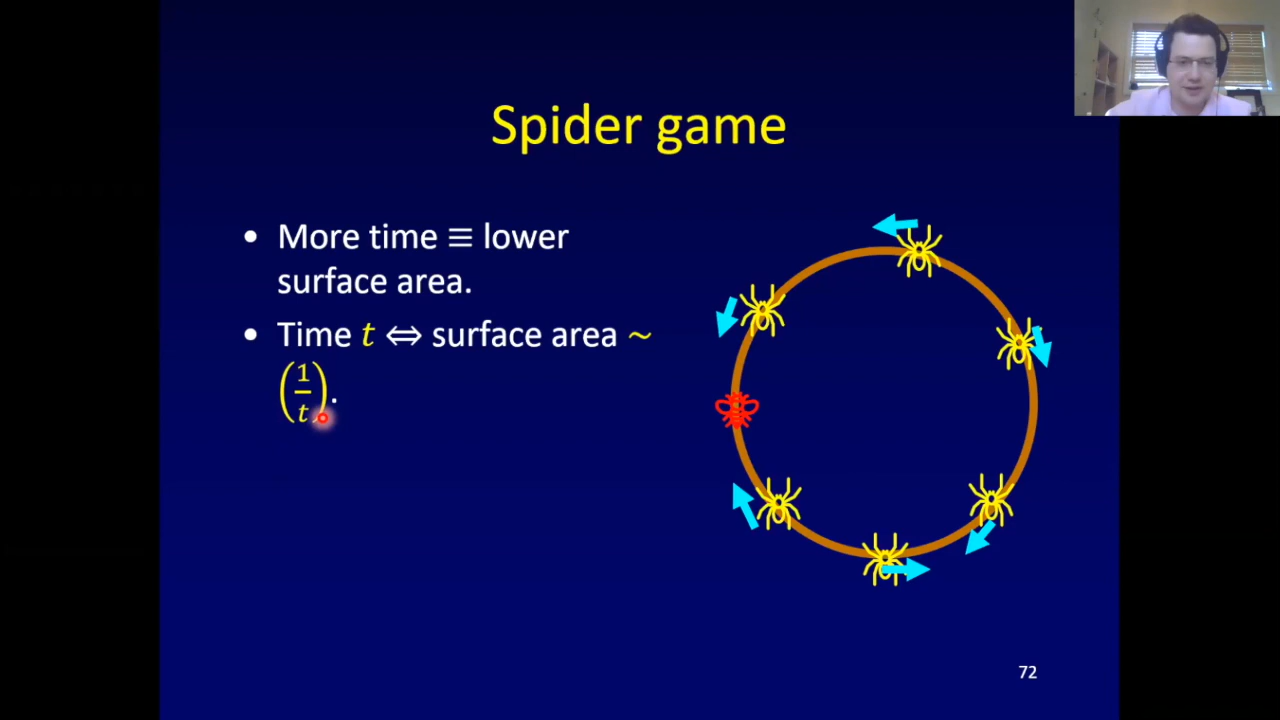 Spider game
• More time ≡ lower
surface area.
• Time t ⇔ surface area ~
(1/t).
72